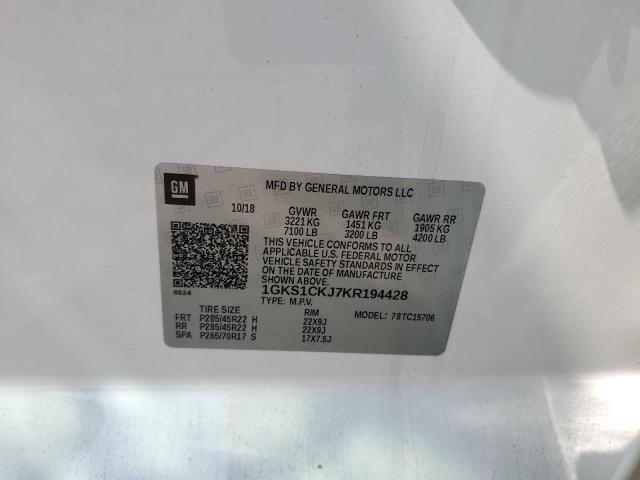 GM
MFD BY GENERAL MOTORS LLC
10/18 GVWR GAWR FRT GAWR RR
3221 KG 1451 KG 1905 KG
7100 LB 3200 LB 4200 LB
THIS VEHICLE CONFORMS TO ALL
APPLICABLE U.S. FEDERAL MOTOR
VEHICLE SAFETY STANDARDS IN EFFECT
ON THE DATE OF MANUFACTURE
SHOWN ABOVE.
1GKS1CKJ7KR194428
6624
TYPE: M.P.V. MODEL: 78TC15706
TIRE SIZE RIM
FRT P285/45R22 H 22X9J
RR P285/45R22 H 22X9J
SPA P265/70R17 S 17X7.5J